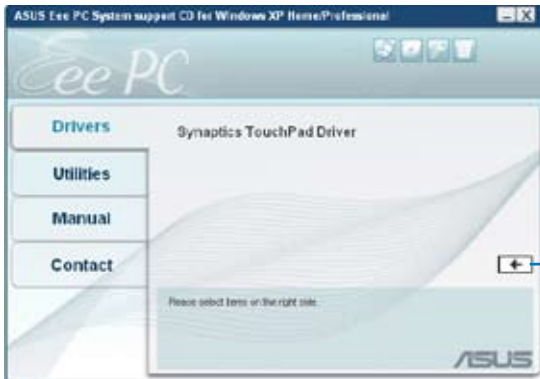 ASUS Eee PC System support CD for Windows XP Home/Professional
Eee PC
Drivers
Synaptics TouchPad Driver
Utilities
Manual
Contact
Please select items on the right side.
ASUS